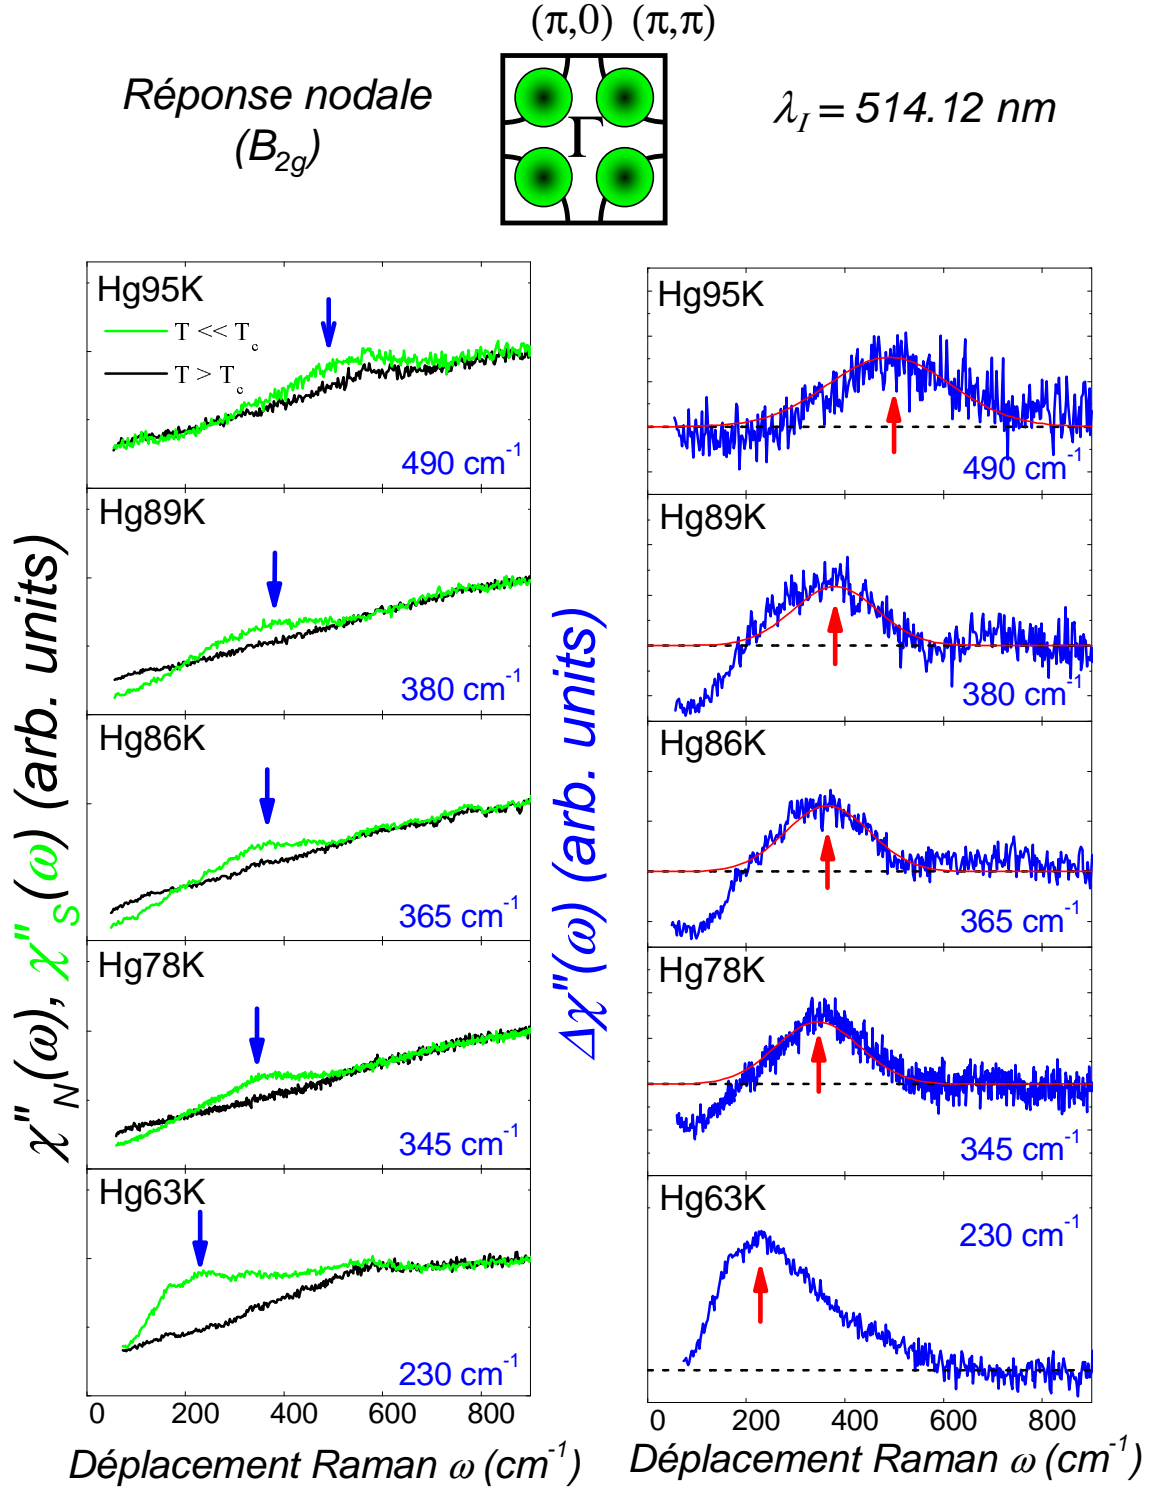 (π,0) (π,π)
Réponse nodale
(B2g)
Γ
λI = 514.12 nm
Hg95K
T << Tc
T > Tc
490 cm-1
Hg89K
380 cm-1
Hg86K
365 cm-1
Hg78K
345 cm-1
Hg63K
230 cm-1
0 200 400 600 800
Déplacement Raman ω (cm-1)
χ''N(ω), χ''S(ω) (arb. units)
Hg95K
490 cm-1
Hg89K
380 cm-1
Hg86K
365 cm-1
Hg78K
345 cm-1
Hg63K
230 cm-1
0 200 400 600 800
Déplacement Raman ω (cm-1)
Δχ''(ω) (arb. units)